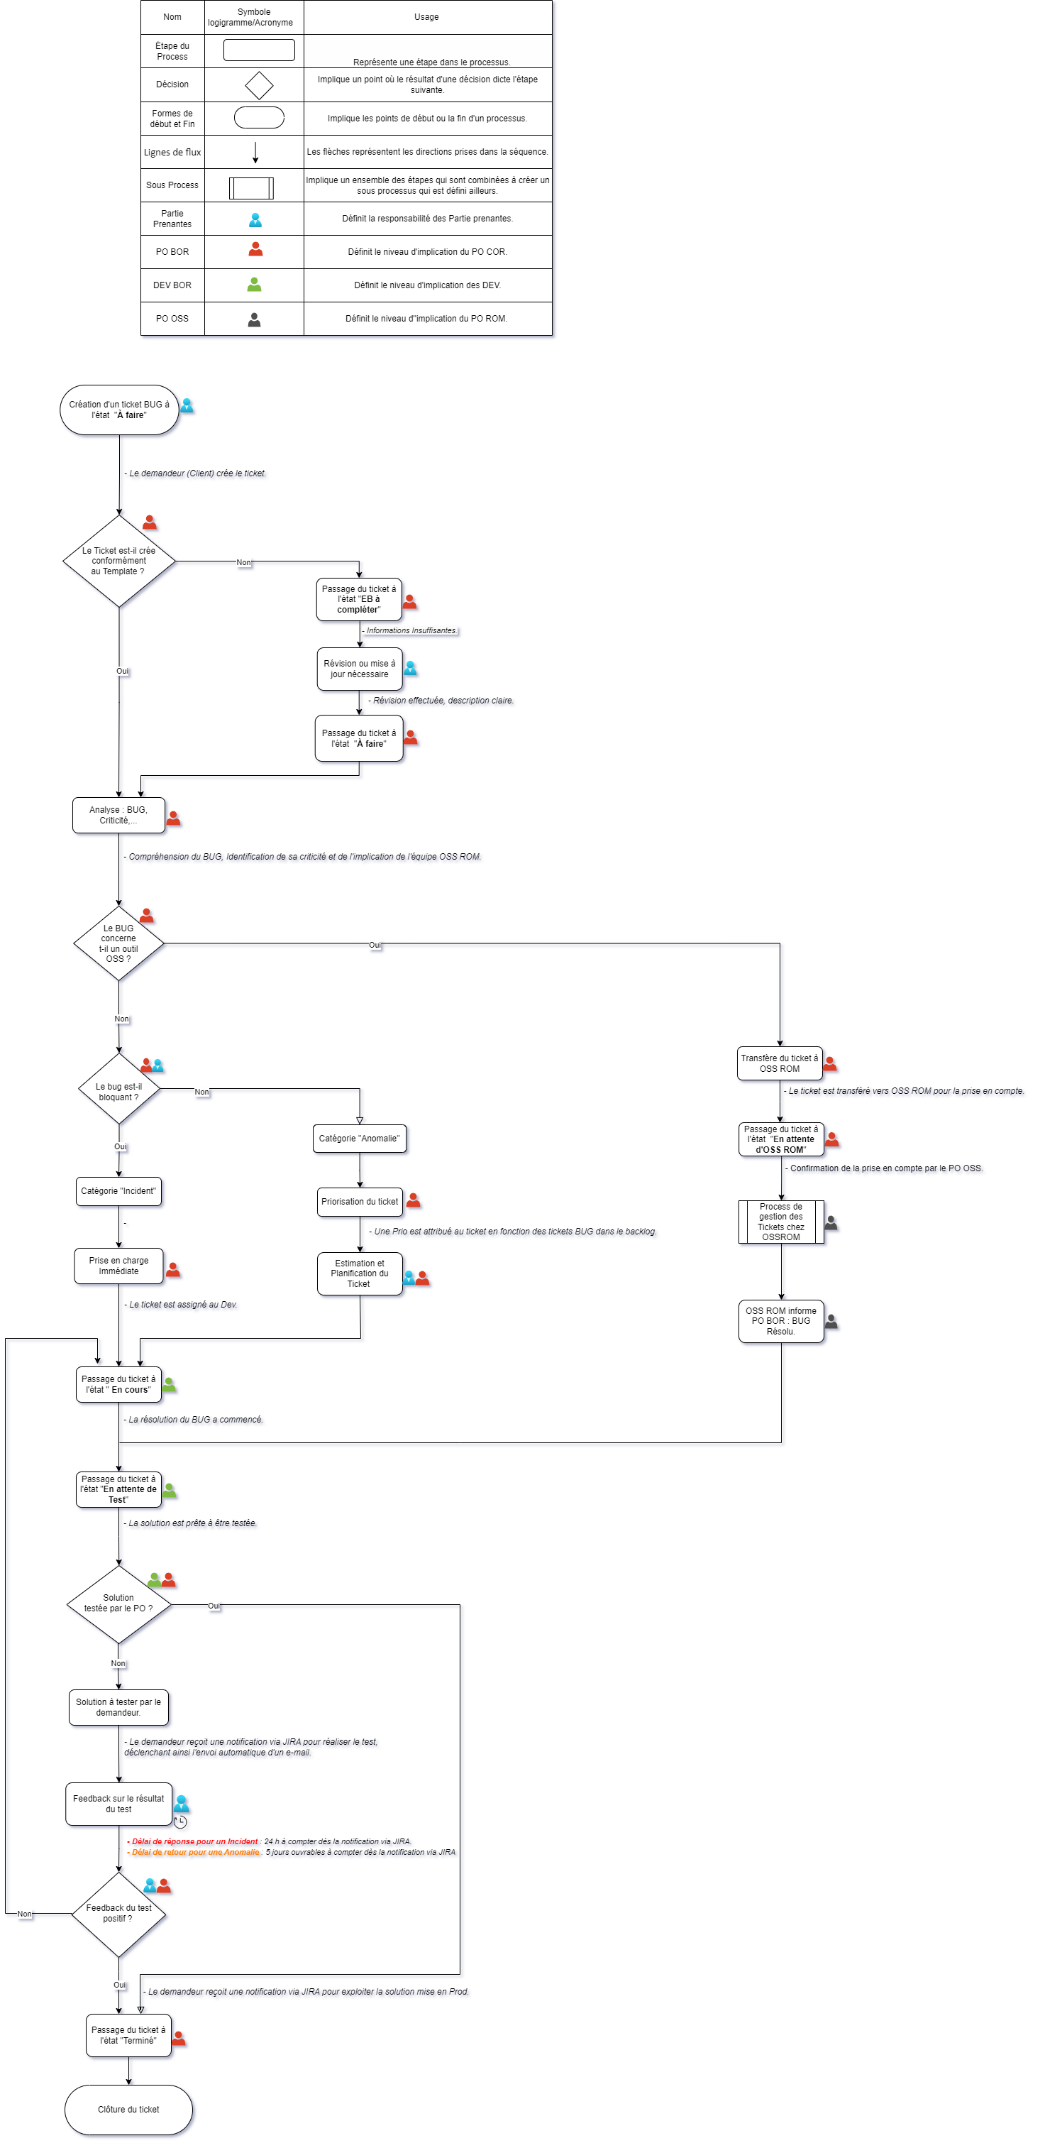 Nom
Symbole
logigramme/Acronyme
Usage
Étape du
Process
Représente une étape dans le processus.
Décision
Implique un point où le résultat d'une décision dicte l'étape
suivante.
Formes de
début et Fin
Implique les points de début ou la fin d'un processus.
Lignes de flux
Les flèches représentent les directions prises dans la séquence.
Sous Process
Implique un ensemble des étapes qui sont combinées à créer un
sous processus qui est défini ailleurs.
Partie
Prenantes
Définit la responsabilité des Partie prenantes.
PO BOR
Définit le niveau d'implication du PO COR.
DEV BOR
Définit le niveau d'implication des DEV.
PO OSS
Définit le niveau d''implication du PO ROM.
Création d'un ticket BUG à
l'état "À faire"
- Le demandeur (Client) crée le ticket.
Le Ticket est-il crée
conformément
au Template ?
Non
Passage du ticket à
l'état "EB à
compléter"
- Informations Insuffisantes.
Révision ou mise à
jour nécessaire
Oui
- Révision effectuée, description claire.
Passage du ticket à
l'état "À faire"
Analyse : BUG,
Criticité,...
- Compréhension du BUG, identification de sa criticité et de l'implication de l'équipe OSS ROM.
Le BUG
concerne
t-il un outil
OSS ?
Oui
Non
Transfère du ticket à
OSS ROM
- Le ticket est transféré vers OSS ROM pour la prise en compte.
Le bug est-il
bloquant ?
Non
Passage du ticket à
l'état "En attente
d'OSS ROM"
Catégorie "Anomalie"
Oui
- Confirmation de la prise en compte par le PO OSS.
Catégorie "Incident"
Priorisation du ticket
Process de
gestion des
Tickets chez
OSSROM
-
- Une Prio est attribué au ticket en fonction des tickets BUG dans le backlog.
Prise en charge
Immédiate
Estimation et
Planification du
Ticket
- Le ticket est assigné au Dev.
OSS ROM informe
PO BOR : BUG
Résolu.
Passage du ticket à
l'état " En cours"
- La résolution du BUG a commencé.
Passage du ticket à
l'état "En attente de
Test"
- La solution est prête à être testée.
Solution
testée par le PO ?
Oui
Non
Solution à tester par le
demandeur.
- Le demandeur reçoit une notification via JIRA pour réaliser le test,
déclenchant ainsi l'envoi automatique d'un e-mail.
Feedback sur le résultat
du test
- Délai de réponse pour un Incident : 24 h à compter dès la notification via JIRA.
- Délai de retour pour une Anomalie : 5 jours ouvrables à compter dès la notification via JIRA
Feedback du test
positif ?
Non
Oui
- Le demandeur reçoit une notification via JIRA pour exploiter la solution mise en Prod.
Passage du ticket à
l'état "Terminé"
Clôture du ticket